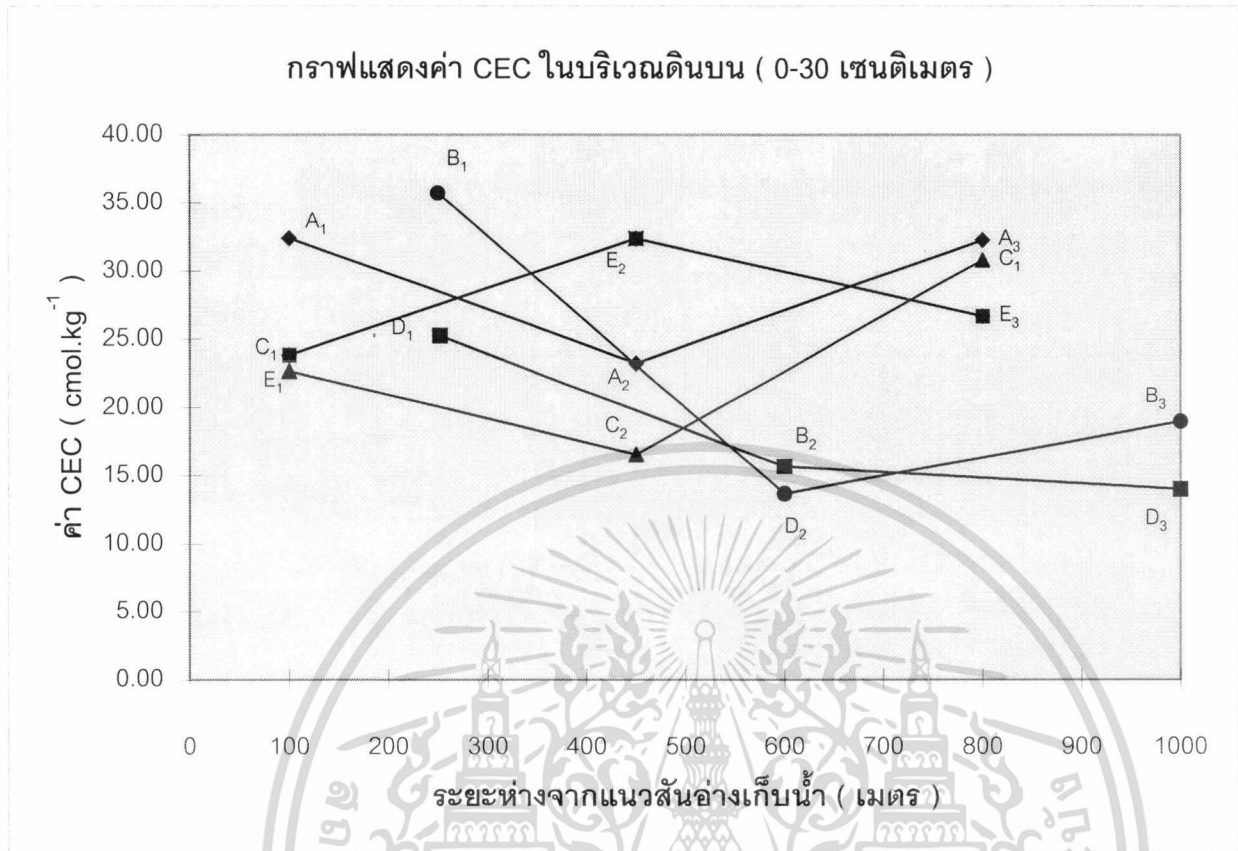 กราฟแสดงค่า CEC ในบริเวณดินบน ( 0-30 เซนติเมตร )
ค่า CEC ( cmol.kg⁻¹ )
40.00
35.00
30.00
25.00
20.00
15.00
10.00
5.00
0.00
B₁
A₁
E₂
A₃
C₁
D₁
E₃
C₁
E₁
A₂
C₂
B₂
B₃
D₂
D₃
0 100 200 300 400 500 600 700 800 900 1000
ระยะห่างจากแนวสันอ่างเก็บน้ำ ( เมตร )